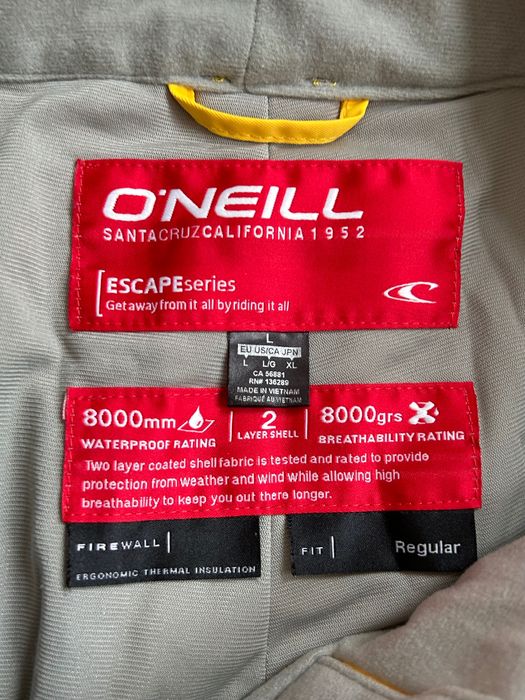 O'NEILL
SANTACRUZCALIFORNIA1952
ESCAPEseries
Get away from it all by riding it all
L
EU US/CA JPN
L L/G XL
CA 56881
RN# 136289
MADE IN VIETNAM
FABRIQUÉ AU VIETNAM
8000mm
WATERPROOF RATING
2
LAYER SHELL
8000grs
BREATHABILITY RATING
Two layer coated shell fabric is tested and rated to provide
protection from weather and wind while allowing high
breathability to keep you out there longer.
FIREWALL
ERGONOMIC THERMAL INSULATION
FIT Regular